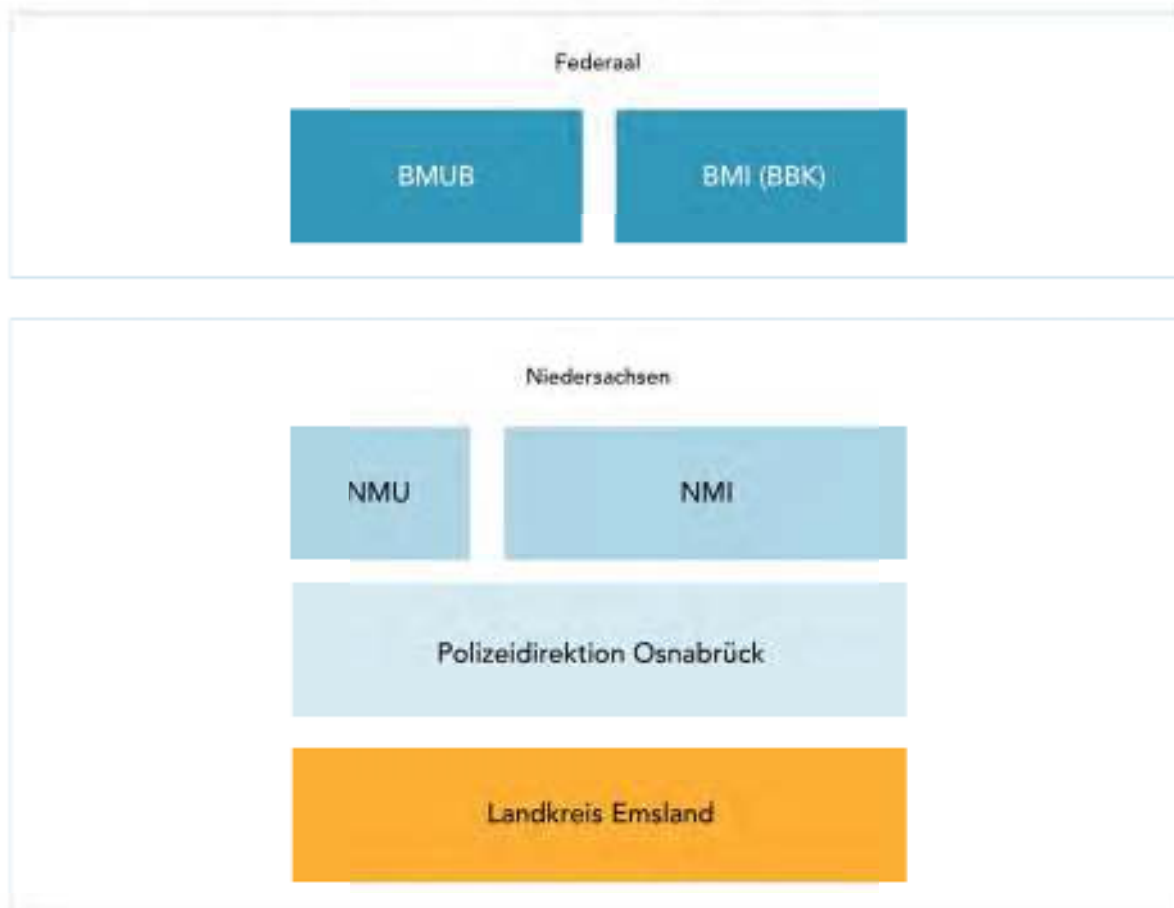 Federaal
BMUB
BMI (BBK)
Niedersachsen
NMU
NMI
Polizeidirektion Osnabrück
Landkreis Emsland